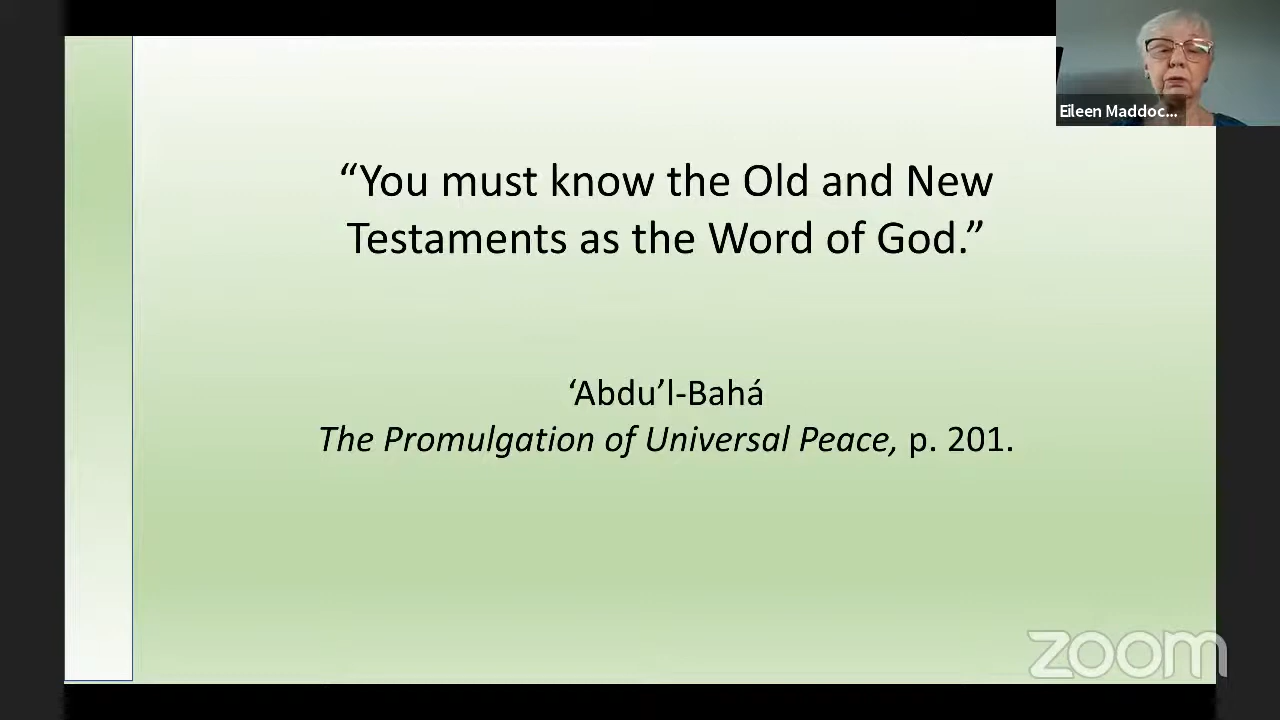 Eileen Maddoc...
“You must know the Old and New
Testaments as the Word of God.”
‘Abdu’l-Bahá
The Promulgation of Universal Peace, p. 201.
zoom